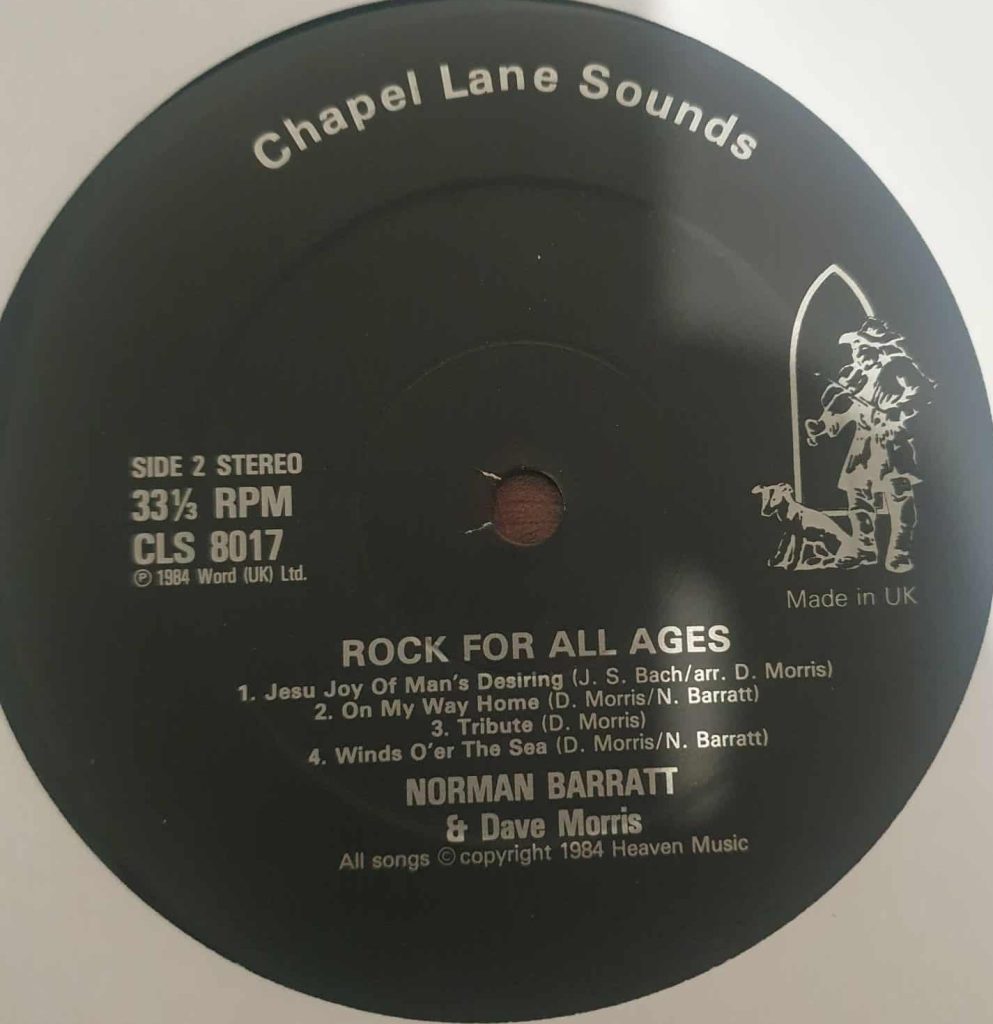 Chapel Lane Sounds
SIDE 2 STEREO
33⅓ RPM
CLS 8017
℗ 1984 Word (UK) Ltd.
Made in UK
ROCK FOR ALL AGES
1. Jesu Joy Of Man's Desiring (J. S. Bach/arr. D. Morris)
2. On My Way Home (D. Morris/N. Barratt)
3. Tribute (D. Morris)
4. Winds O'er The Sea (D. Morris/N. Barratt)
NORMAN BARRATT
& Dave Morris
All songs © copyright 1984 Heaven Music